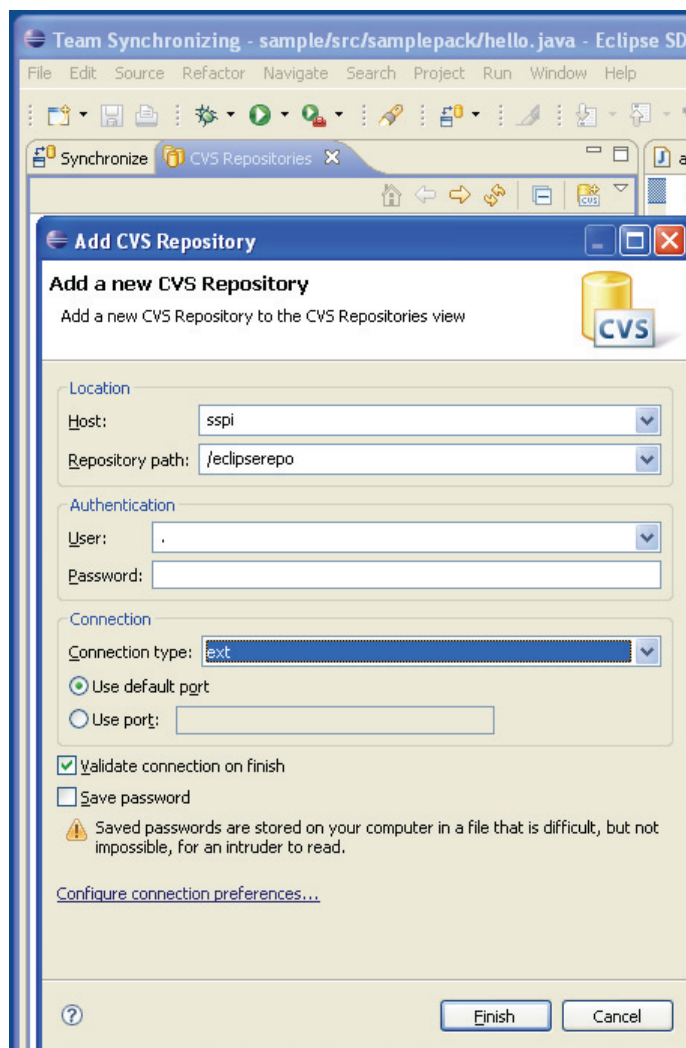 Team Synchronizing - sample/src/samplepack/hello.java - Eclipse SD
File Edit Source Refactor Navigate Search Project Run Window Help
Synchronize CVS Repositories
J a
CVS
Add CVS Repository
Add a new CVS Repository
Add a new CVS Repository to the CVS Repositories view
CVS
Location
Host: sspi
Repository path: /eclipserepo
Authentication
User: .
Password:
Connection
Connection type: ext
Use default port
Use port:
Validate connection on finish
Save password
Saved passwords are stored on your computer in a file that is difficult, but not
impossible, for an intruder to read.
Configure connection preferences...
? Finish Cancel